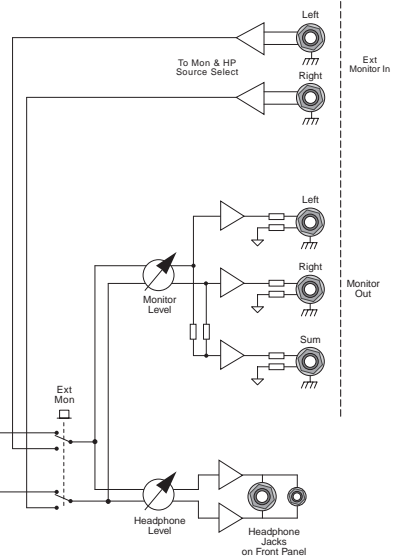 Left
Ext
Monitor In
To Mon & HP
Source Select
Right
Left
Right
Monitor
Level
Monitor
Out
Sum
Ext
Mon
Headphone
Level
Headphone
Jacks
on Front Panel